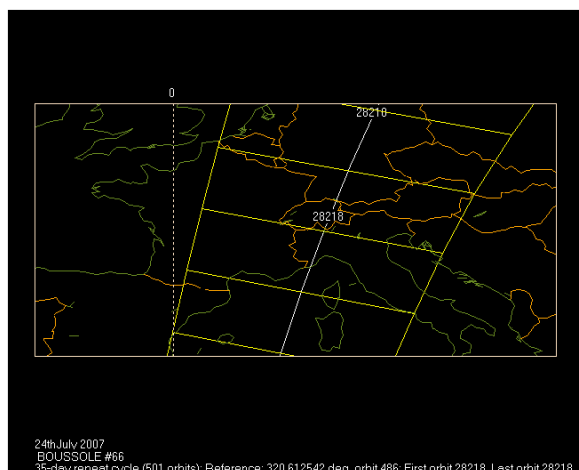 0
28210
28218
24thJuly 2007
BOUSSOLE #66
35-day repeat cycle (501 orbits); Reference: 320.612542 deg, orbit 486; First orbit 28218, Last orbit 28218